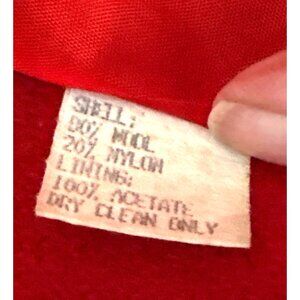 SHELL:
80% WOOL
20% NYLON
LINING:
100% ACETATE
DRY CLEAN ONLY